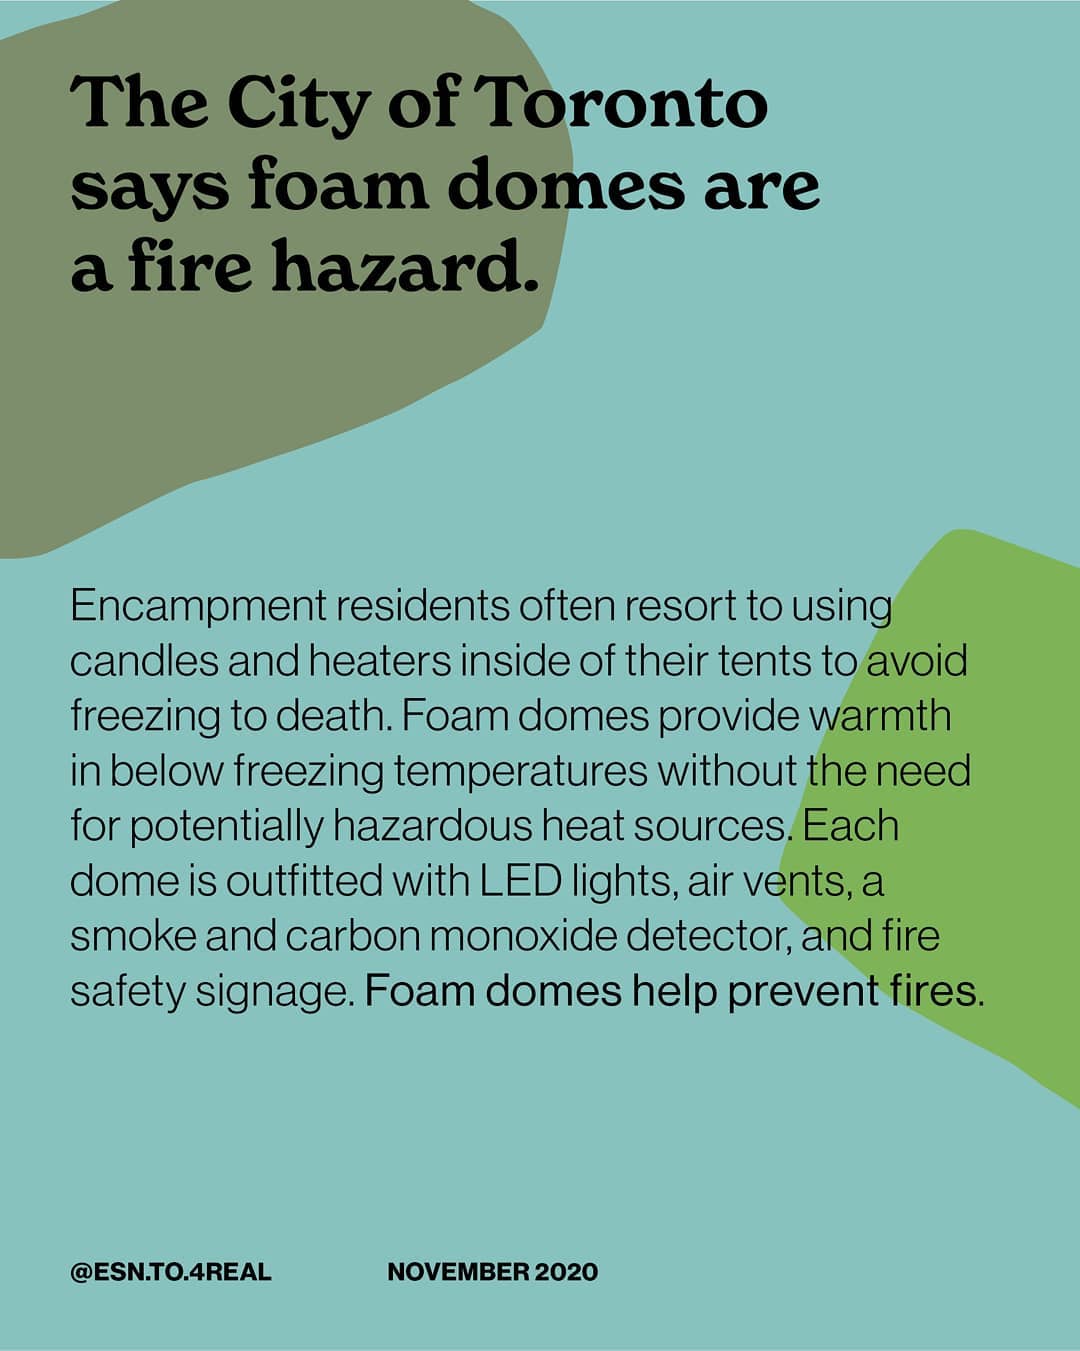 The City of Toronto
says foam domes are
a fire hazard.
Encampment residents often resort to using
candles and heaters inside of their tents to avoid
freezing to death. Foam domes provide warmth
in below freezing temperatures without the need
for potentially hazardous heat sources. Each
dome is outfitted with LED lights, air vents, a
smoke and carbon monoxide detector, and fire
safety signage. Foam domes help prevent fires.
@ESN.TO.4REAL NOVEMBER 2020